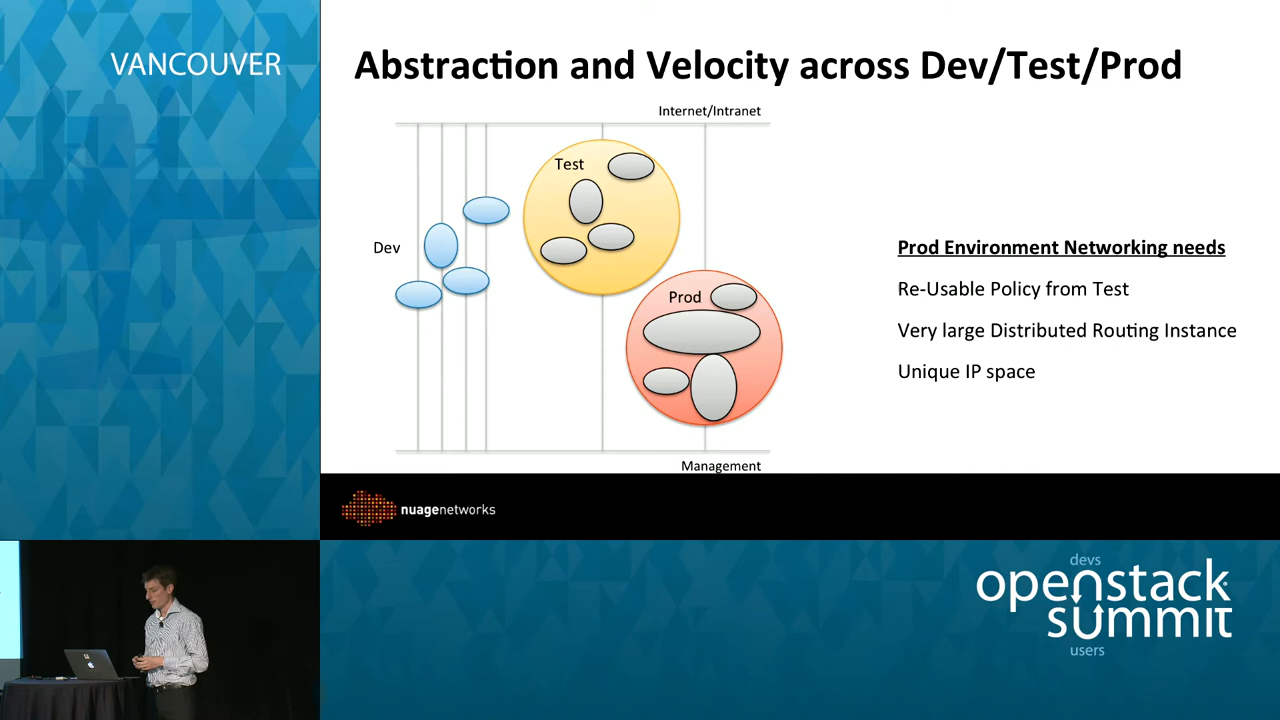 VANCOUVER
Abstraction and Velocity across Dev/Test/Prod
Internet/Intranet
Test
Dev
Prod
Management
Prod Environment Networking needs
Re-Usable Policy from Test
Very large Distributed Routing Instance
Unique IP space
nuagenetworks
devs
openstack
summit
users